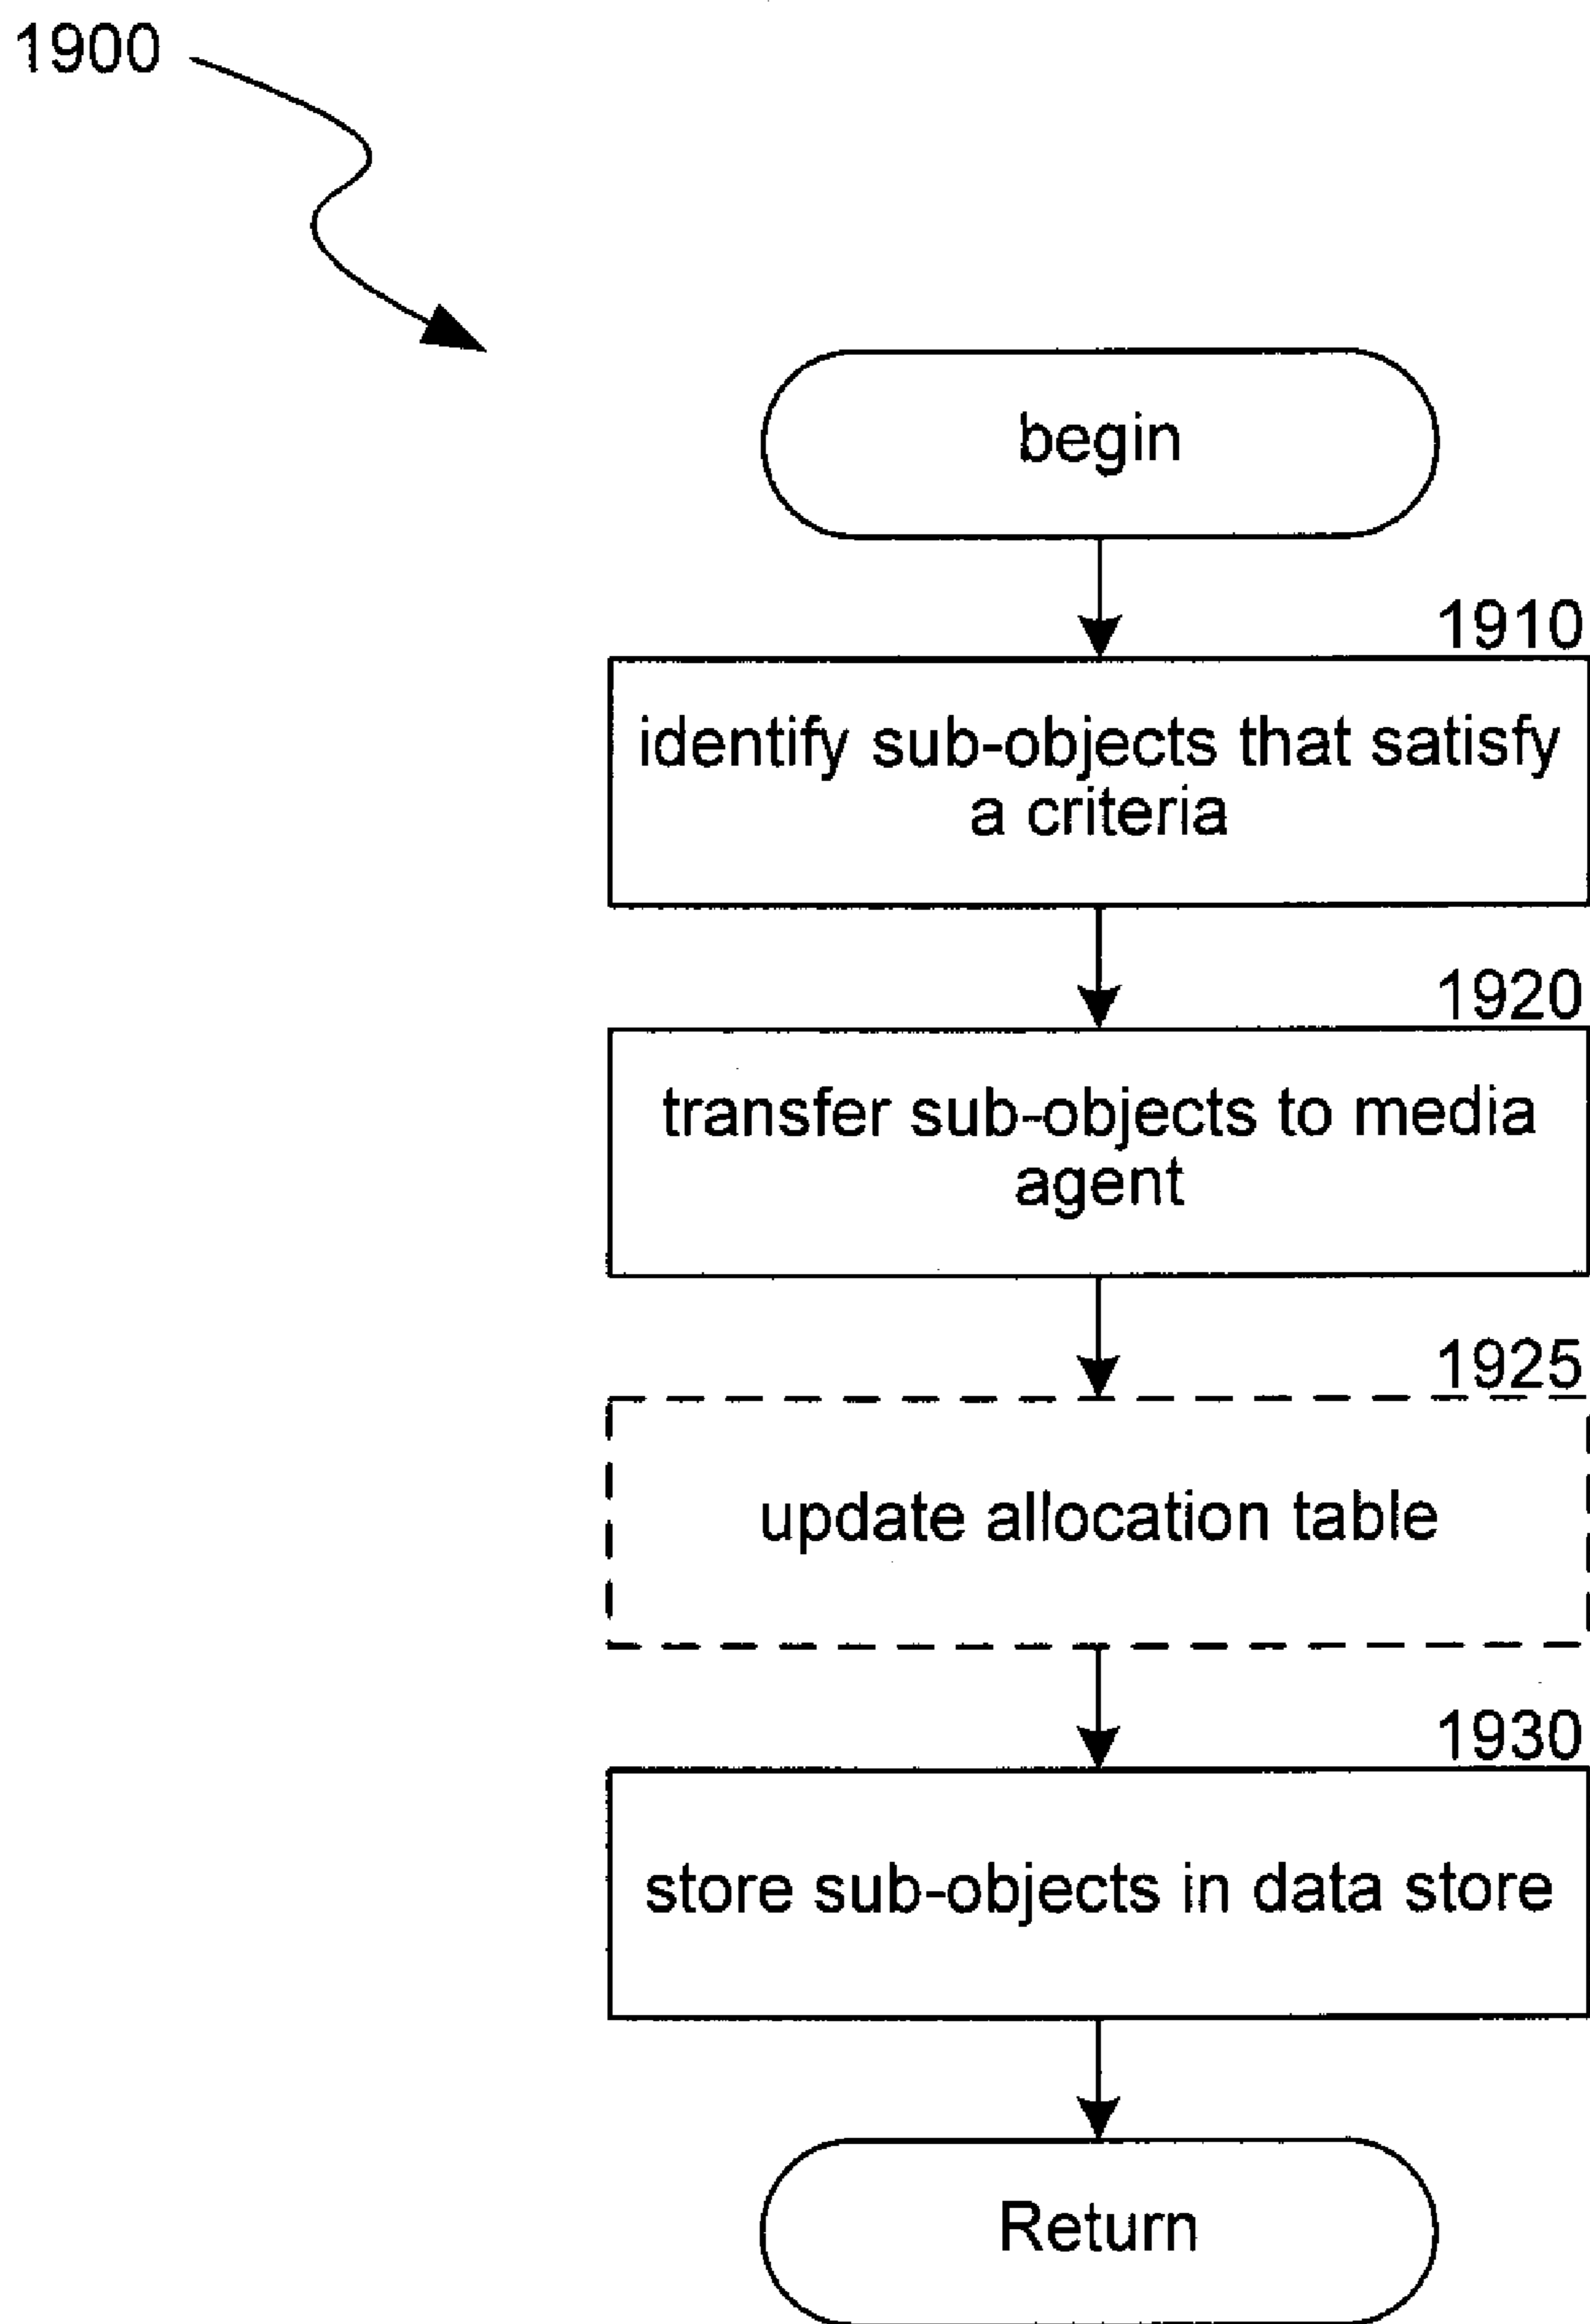 1900
begin
1910
identify sub-objects that satisfy
a criteria
1920
transfer sub-objects to media
agent
1925
update allocation table
1930
store sub-objects in data store
Return